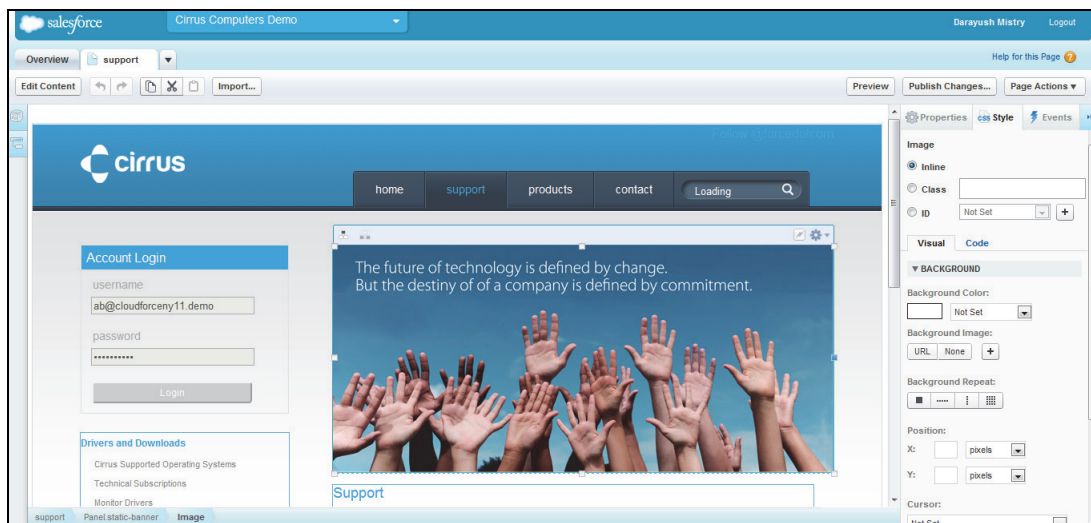 salesforce
Cirrus Computers Demo
Darayush Mistry
Logout
Overview
support
Help for this Page
Edit Content
Import...
Preview
Publish Changes...
Page Actions
Properties
css Style
Events
Follow @forcedotcom
cirrus
home
support
products
contact
Loading
Image
Inline
Class
ID
Not Set
+
Visual
Code
Account Login
username
ab@cloudforceny11.demo
password
••••••••••
Login
The future of technology is defined by change.
But the destiny of of a company is defined by commitment.
BACKGROUND
Background Color:
Not Set
Background Image:
URL
None
+
Background Repeat:
Position:
X:
pixels
Y:
pixels
Cursor:
Not Set
Drivers and Downloads
Cirrus Supported Operating Systems
Technical Subscriptions
Monitor Drivers
Support
support
Panel.static-banner
Image